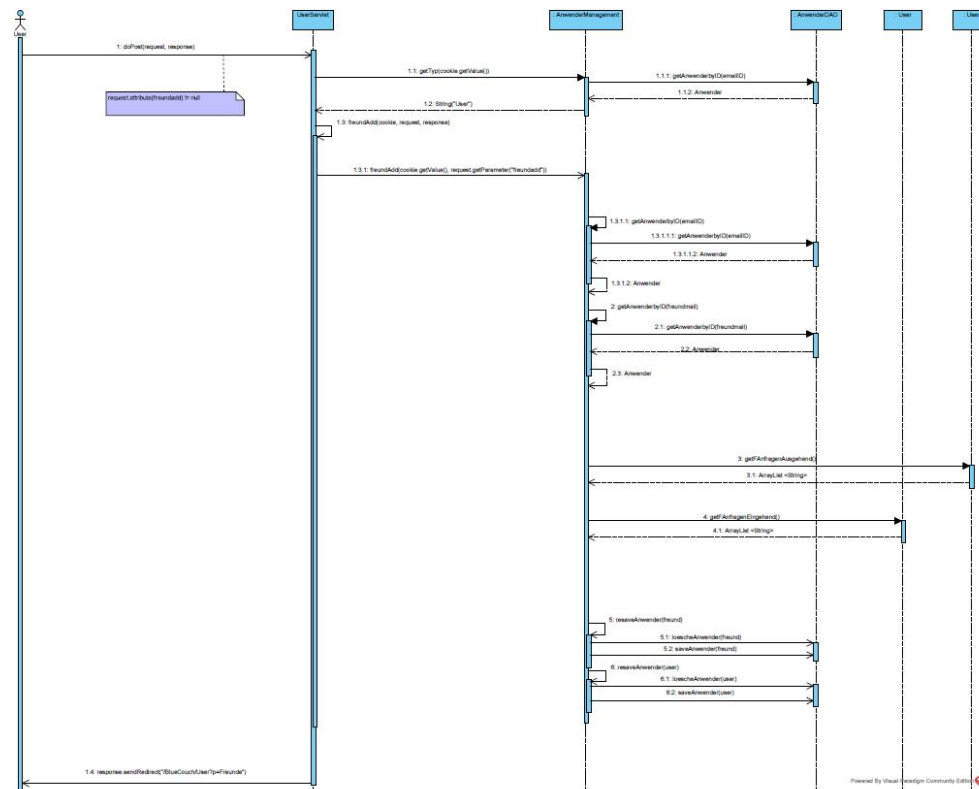 User
UserServlet
: AnwenderManagement
: AnwenderDAO
: User
: User
1: doPost(request, response)
request.attribute(freundadd) != null
1.1: getTyp(cookie.getValue())
1.1.1: getAnwenderbyID(emailID)
1.1.2: Anwender
1.2: String("User")
1.3: freundAdd(cookie, request, response)
1.3.1: freundAdd(cookie.getValue(), request.getParameter("freundadd"))
1.3.1.1: getAnwenderbyID(emailID)
1.3.1.1.1: getAnwenderbyID(emailID)
1.3.1.1.2: Anwender
1.3.1.2: Anwender
2: getAnwenderbyID(freundmail)
2.1: getAnwenderbyID(freundmail)
2.2: Anwender
2.3: Anwender
3: getFAnfragenAusgehend()
3.1: ArrayList <String>
4: getFAnfragenEingehend()
4.1: ArrayList <String>
5: resaveAnwender(freund)
5.1: loescheAnwender(freund)
5.2: saveAnwender(freund)
6: resaveAnwender(user)
6.1: loescheAnwender(user)
6.2: saveAnwender(user)
1.4: response.sendRedirect("/BlueCouch/User?p=Freunde")
Powered By Visual Paradigm Community Edition